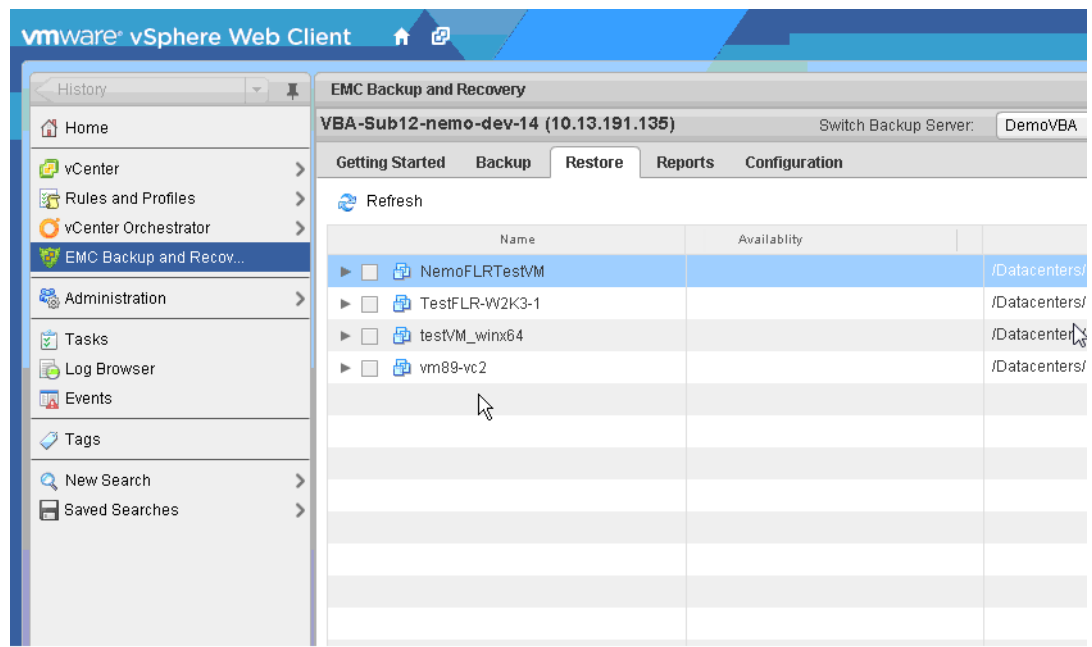 vmware vSphere Web Client
History
Home
vCenter
Rules and Profiles
vCenter Orchestrator
EMC Backup and Recov...
Administration
Tasks
Log Browser
Events
Tags
New Search
Saved Searches
EMC Backup and Recovery
VBA-Sub12-nemo-dev-14 (10.13.191.135) Switch Backup Server: DemoVBA
Getting Started Backup Restore Reports Configuration
Refresh
Name Availablity
NemoFLRTestVM /Datacenters/
TestFLR-W2K3-1 /Datacenters/
testVM_winx64 /Datacenter
vm89-vc2 /Datacenters/